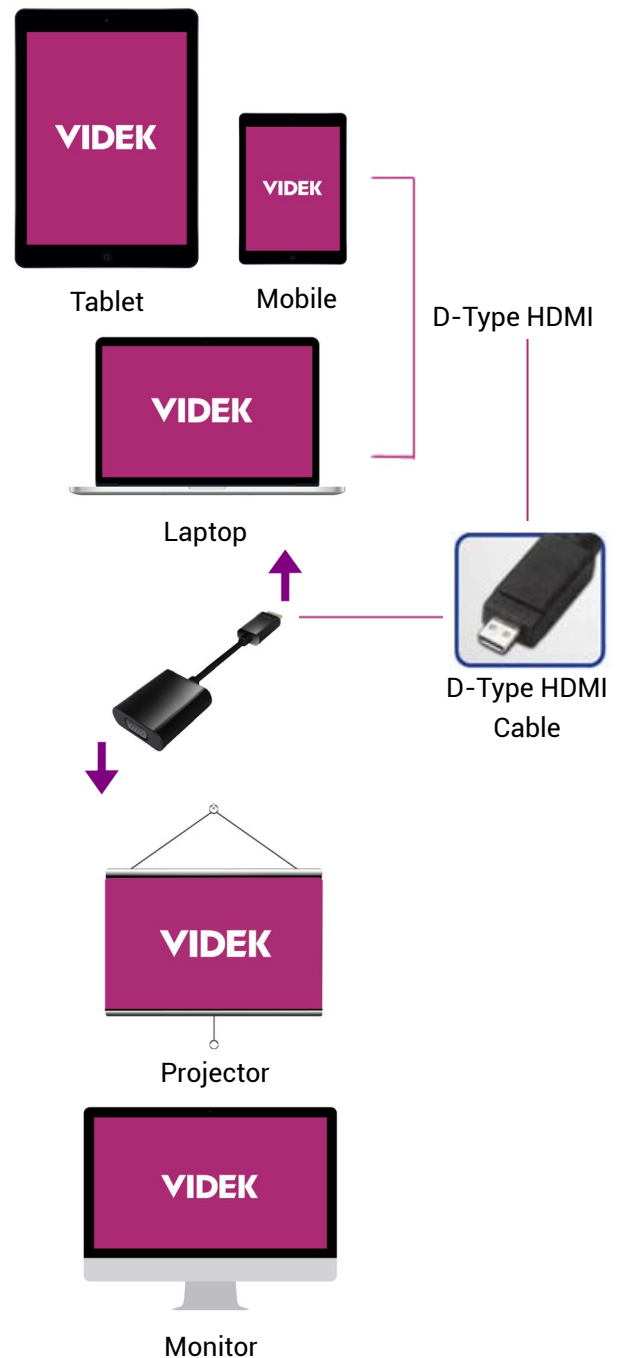 VIDEK
VIDEK
Tablet
Mobile
D-Type HDMI
VIDEK
Laptop
D-Type HDMI
Cable
VIDEK
Projector
VIDEK
Monitor